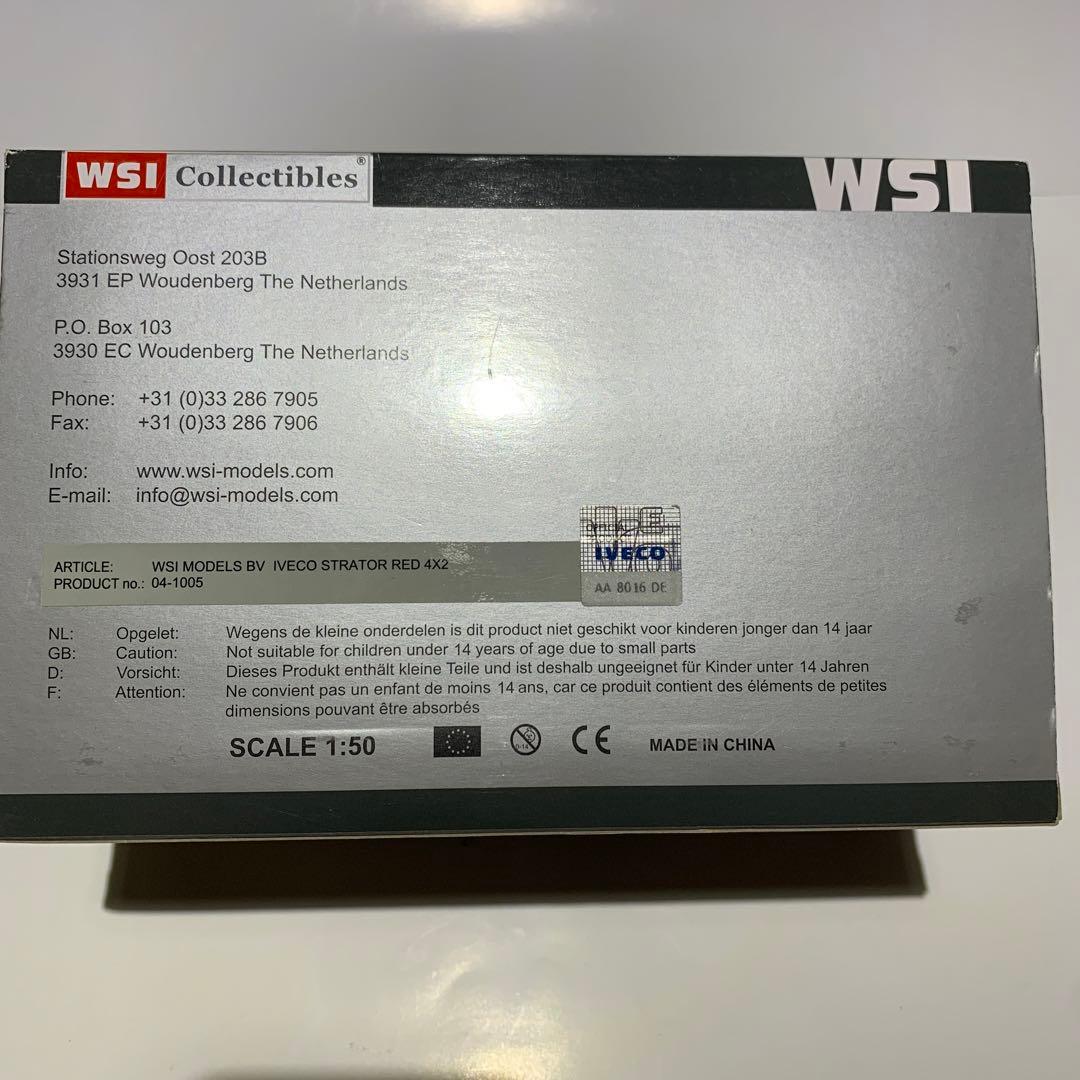 WSI Collectibles®
WSI
Stationsweg Oost 203B
3931 EP Woudenberg The Netherlands
P.O. Box 103
3930 EC Woudenberg The Netherlands
Phone: +31 (0)33 286 7905
Fax: +31 (0)33 286 7906
Info: www.wsi-models.com
E-mail: info@wsi-models.com
ARTICLE: WSI MODELS BV IVECO STRATOR RED 4X2
PRODUCT no.: 04-1005
IVECO
AA 8016 DE
NL: Opgelet: Wegens de kleine onderdelen is dit product niet geschikt voor kinderen jonger dan 14 jaar
GB: Caution: Not suitable for children under 14 years of age due to small parts
D: Vorsicht: Dieses Produkt enthält kleine Teile und ist deshalb ungeeignet für Kinder unter 14 Jahren
F: Attention: Ne convient pas un enfant de moins 14 ans, car ce produit contient des éléments de petites
dimensions pouvant être absorbés
SCALE 1:50
0-14
CE
MADE IN CHINA